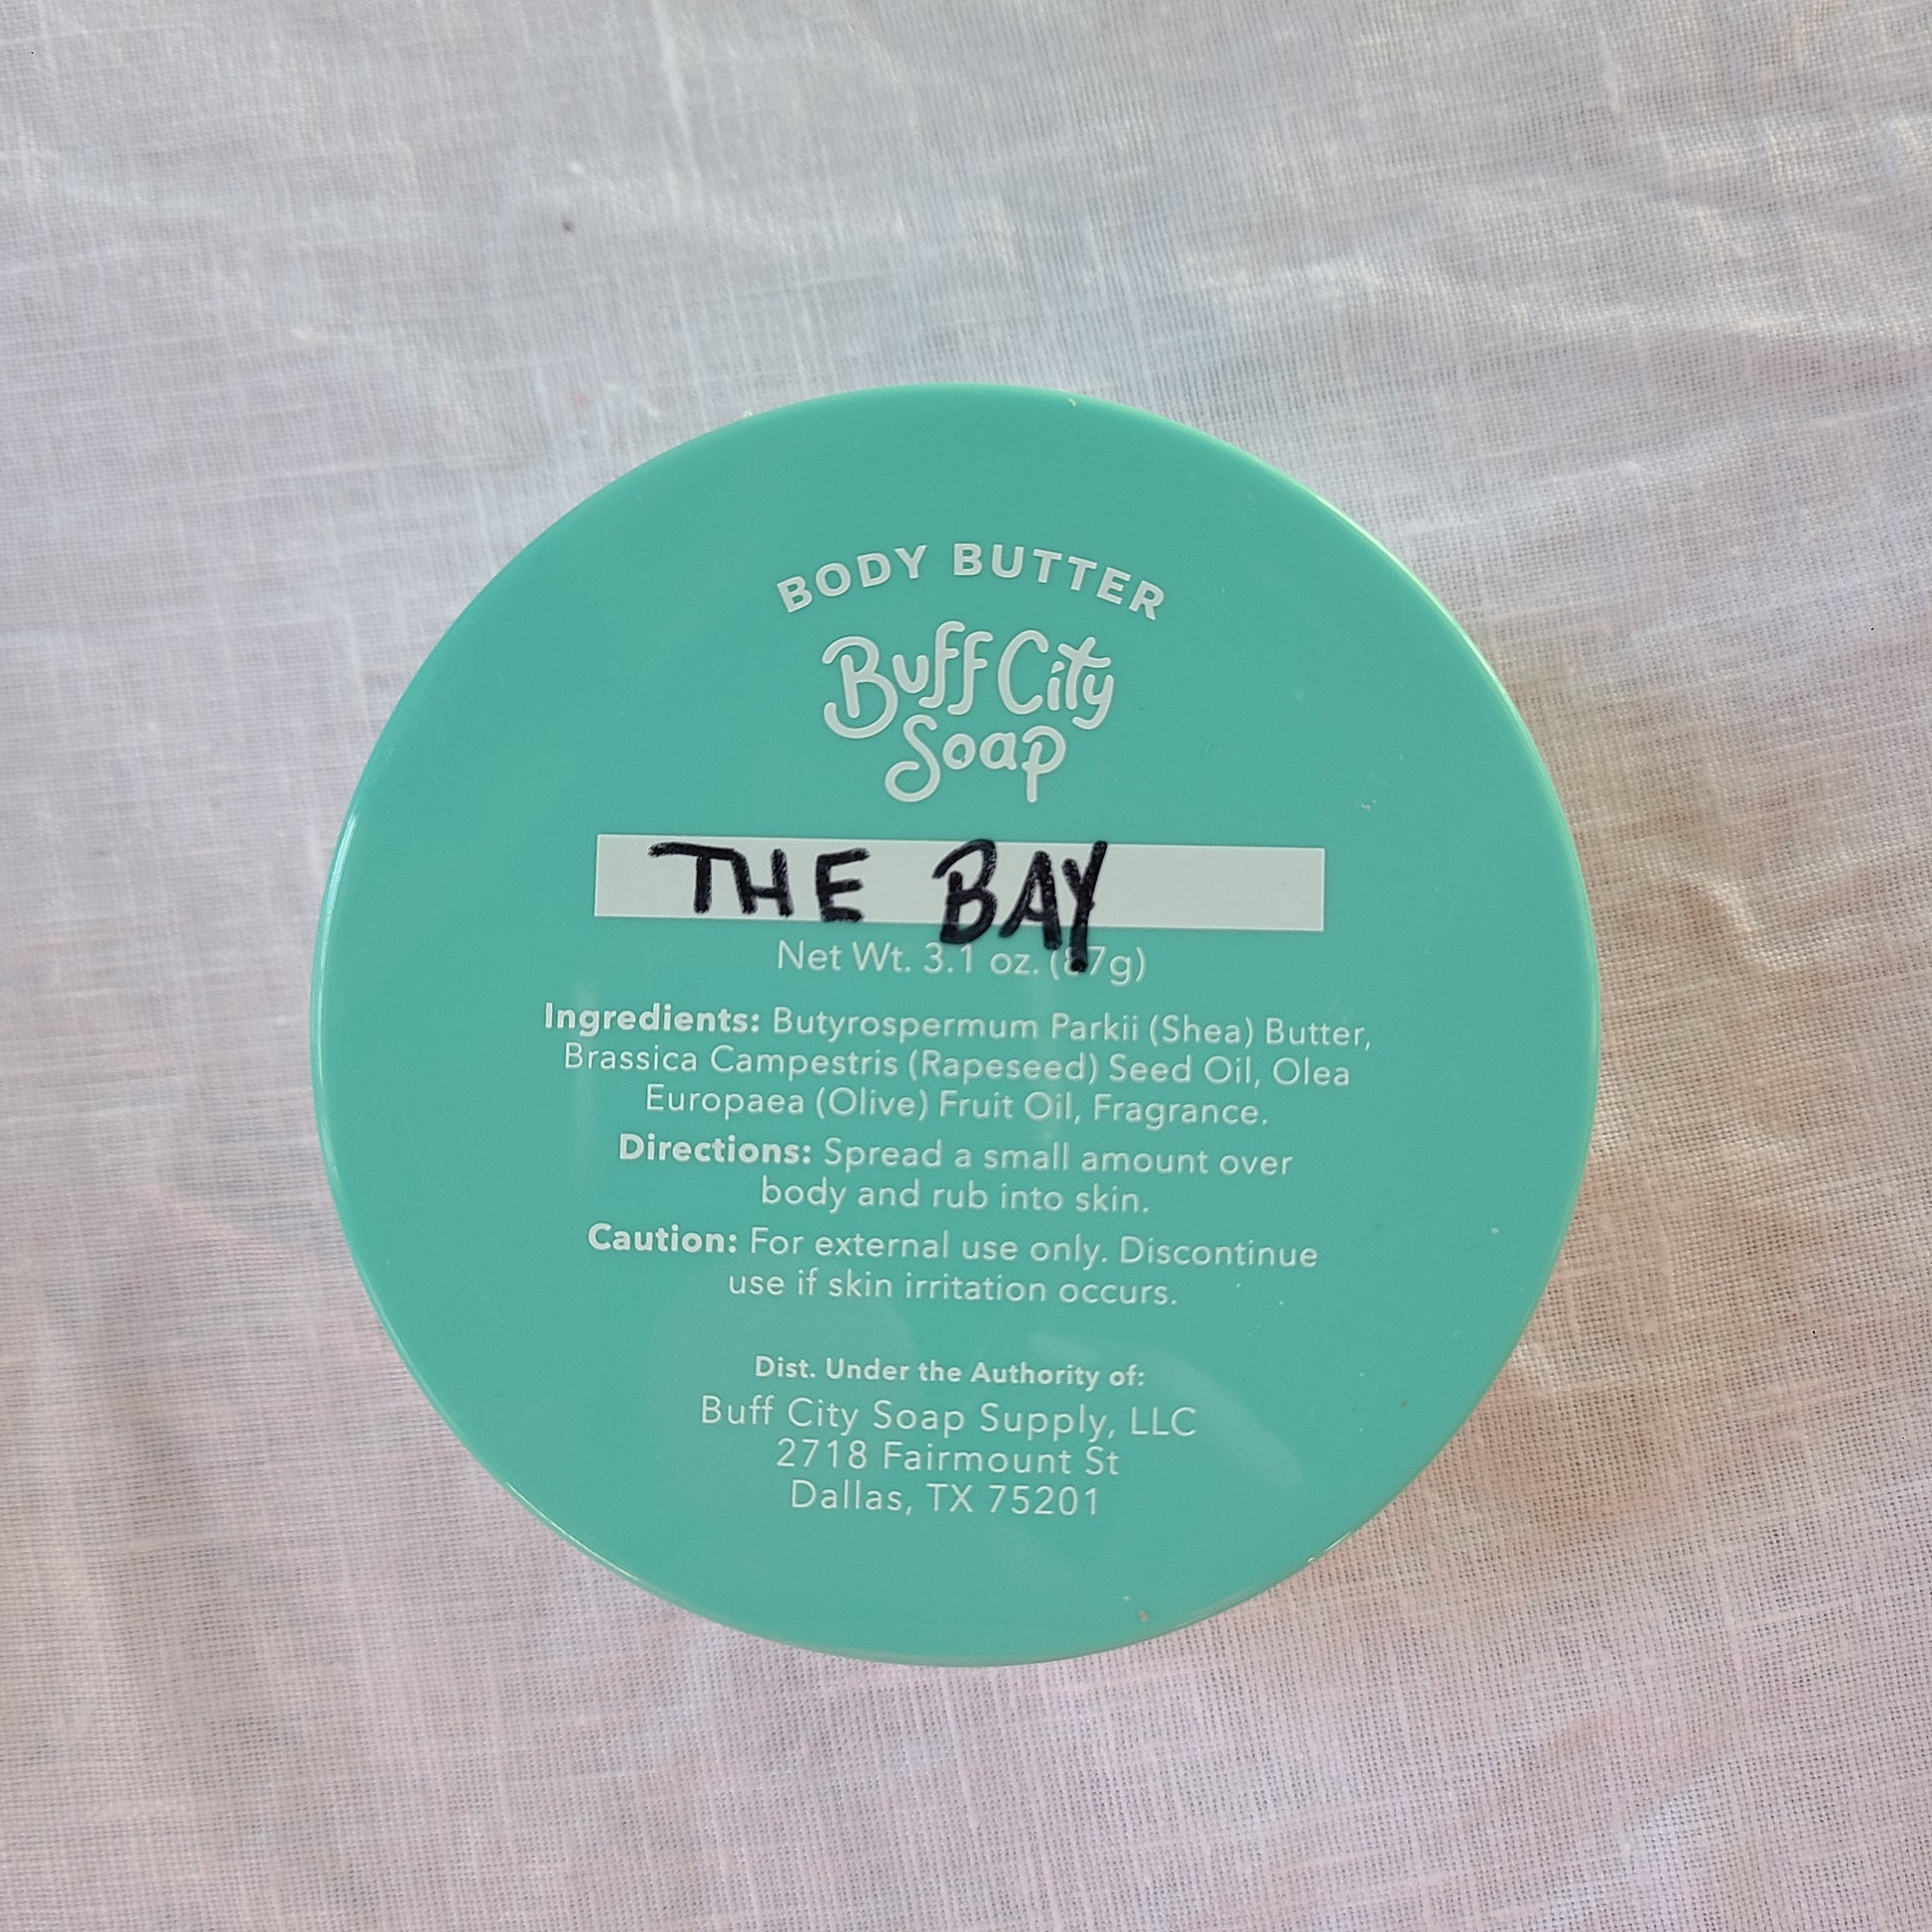 BODY BUTTER
Buff City
Soap
THE BAY
Net Wt. 3.1 oz. (87g)
Ingredients: Butyrospermum Parkii (Shea) Butter,
Brassica Campestris (Rapeseed) Seed Oil, Olea
Europaea (Olive) Fruit Oil, Fragrance.
Directions: Spread a small amount over
body and rub into skin.
Caution: For external use only. Discontinue
use if skin irritation occurs.
Dist. Under the Authority of:
Buff City Soap Supply, LLC
2718 Fairmount St
Dallas, TX 75201